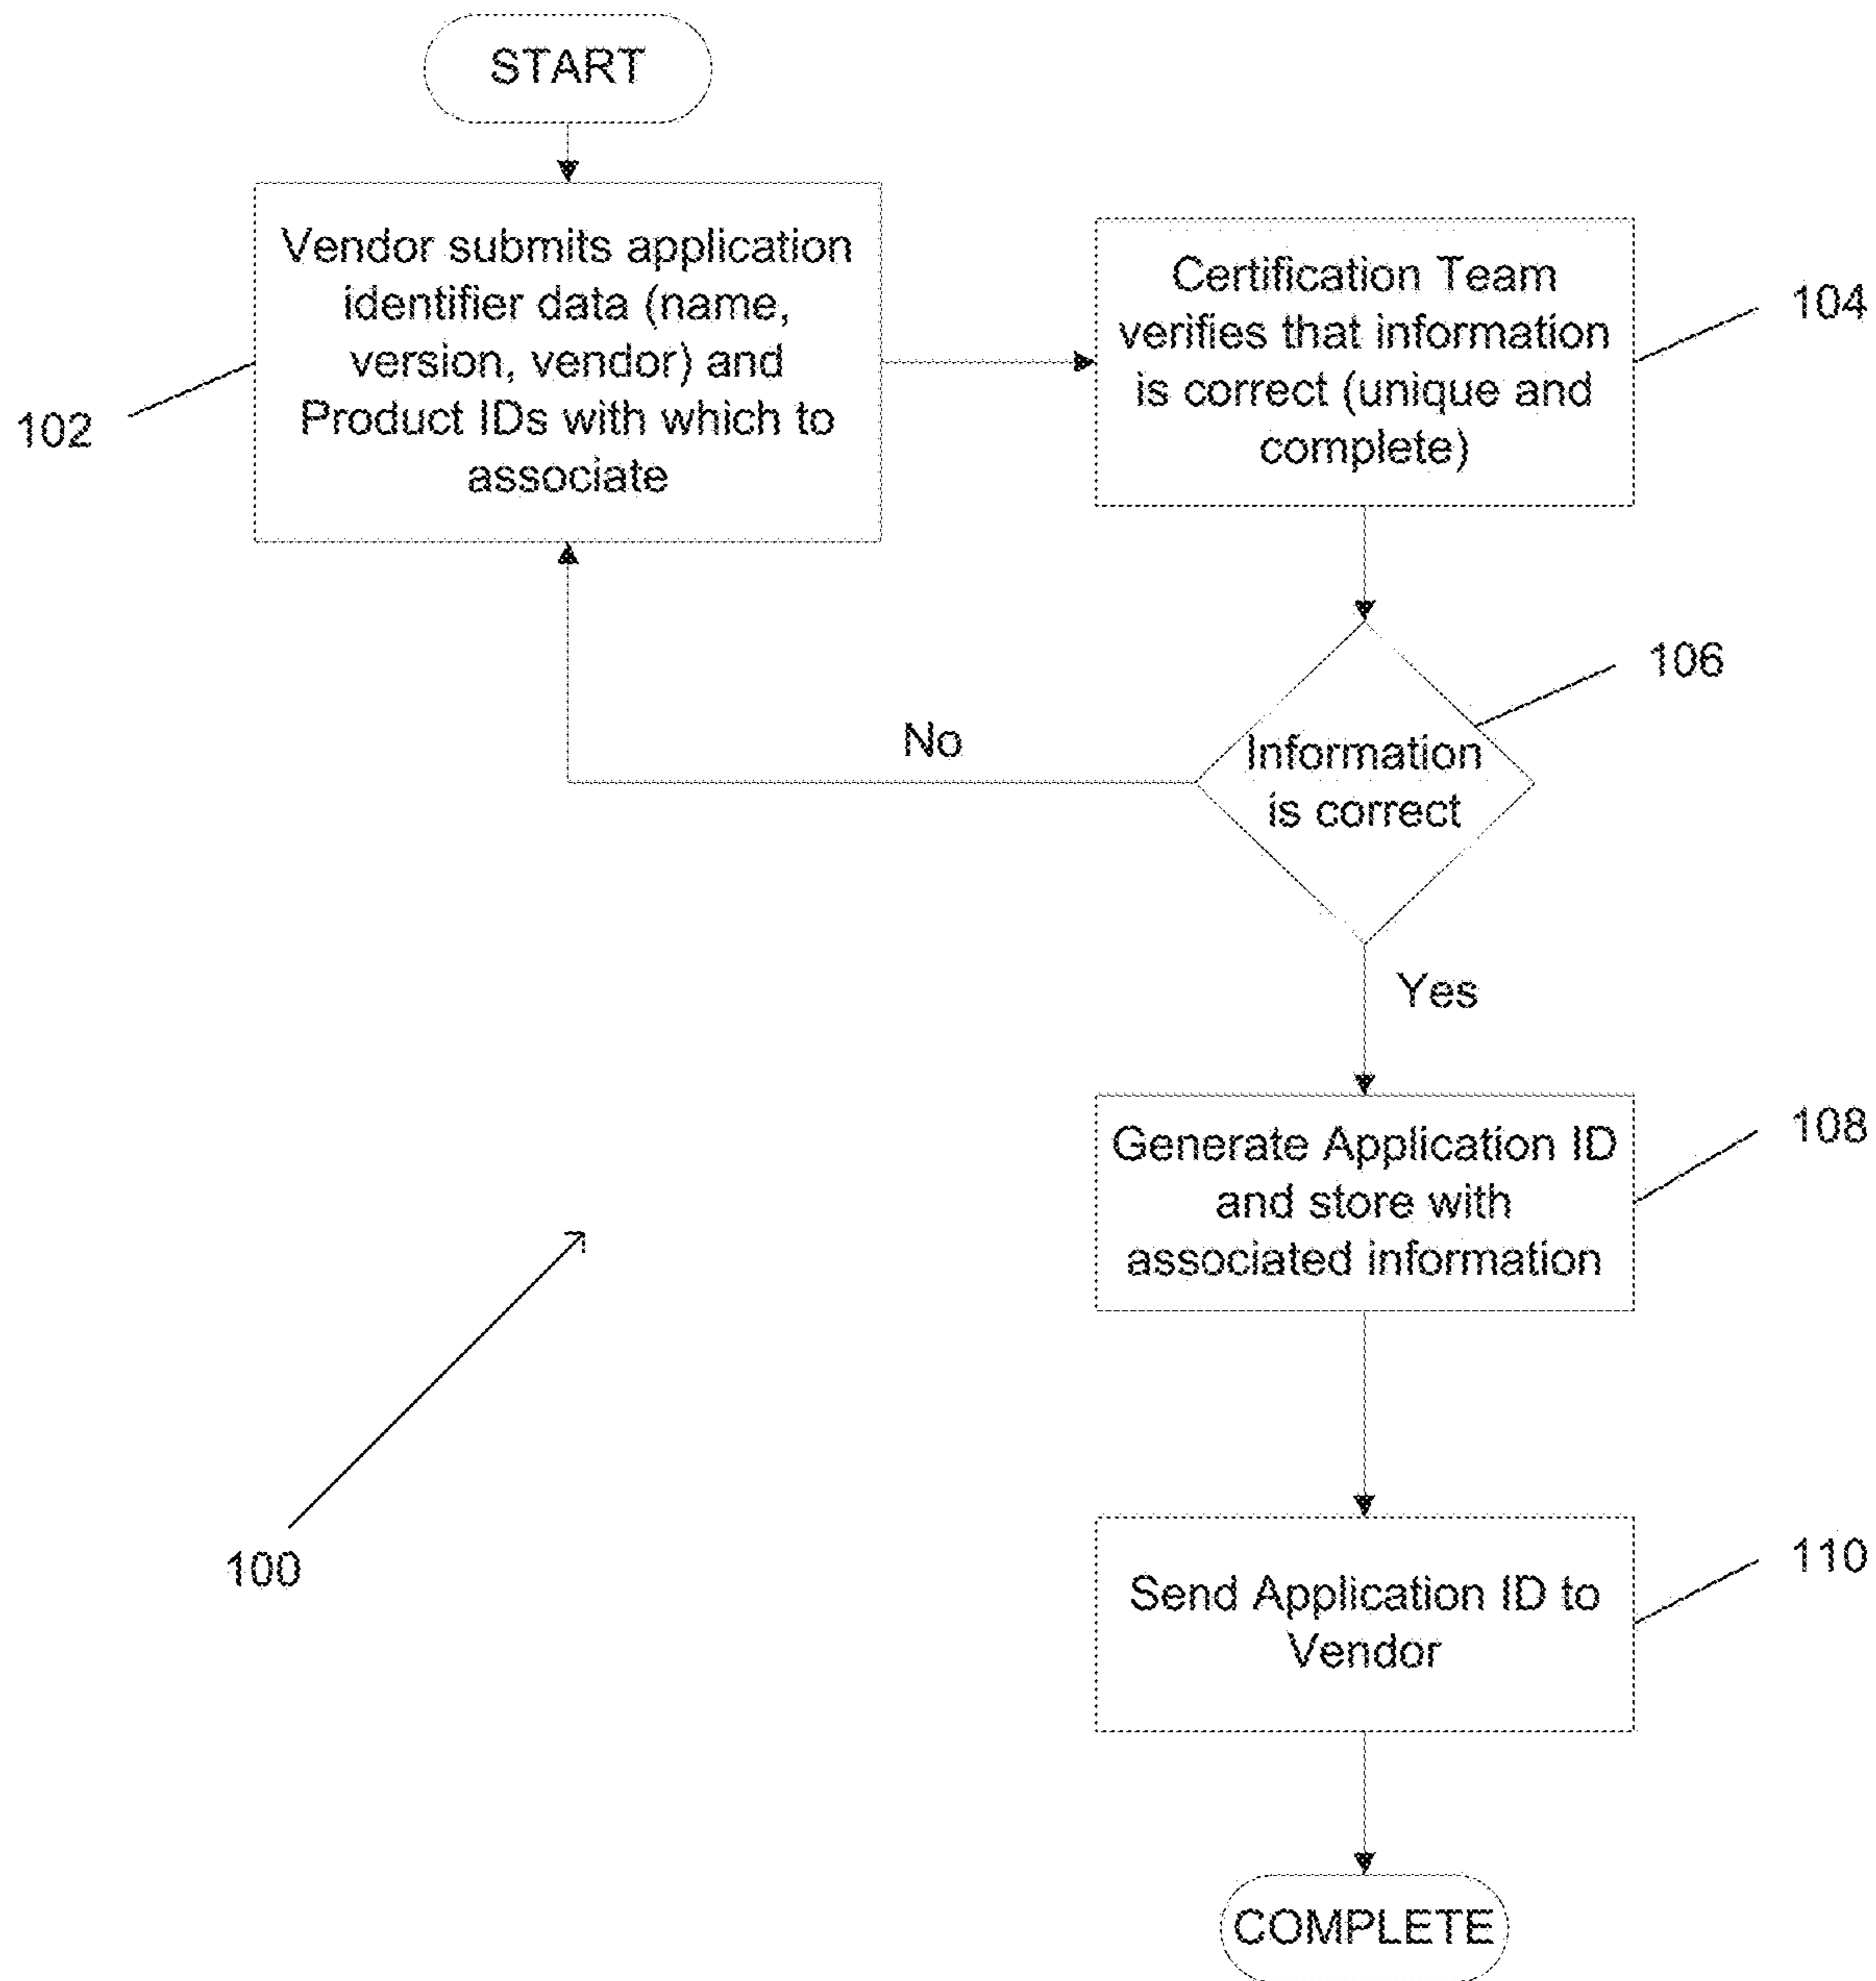 START
Vendor submits application
identifier data (name,
version, vendor) and
Product IDs with which to
associate
102
Certification Team
verifies that information
is correct (unique and
complete)
104
106
Information
is correct
No
Yes
Generate Application ID
and store with
associated information
108
100
Send Application ID to
Vendor
110
COMPLETE